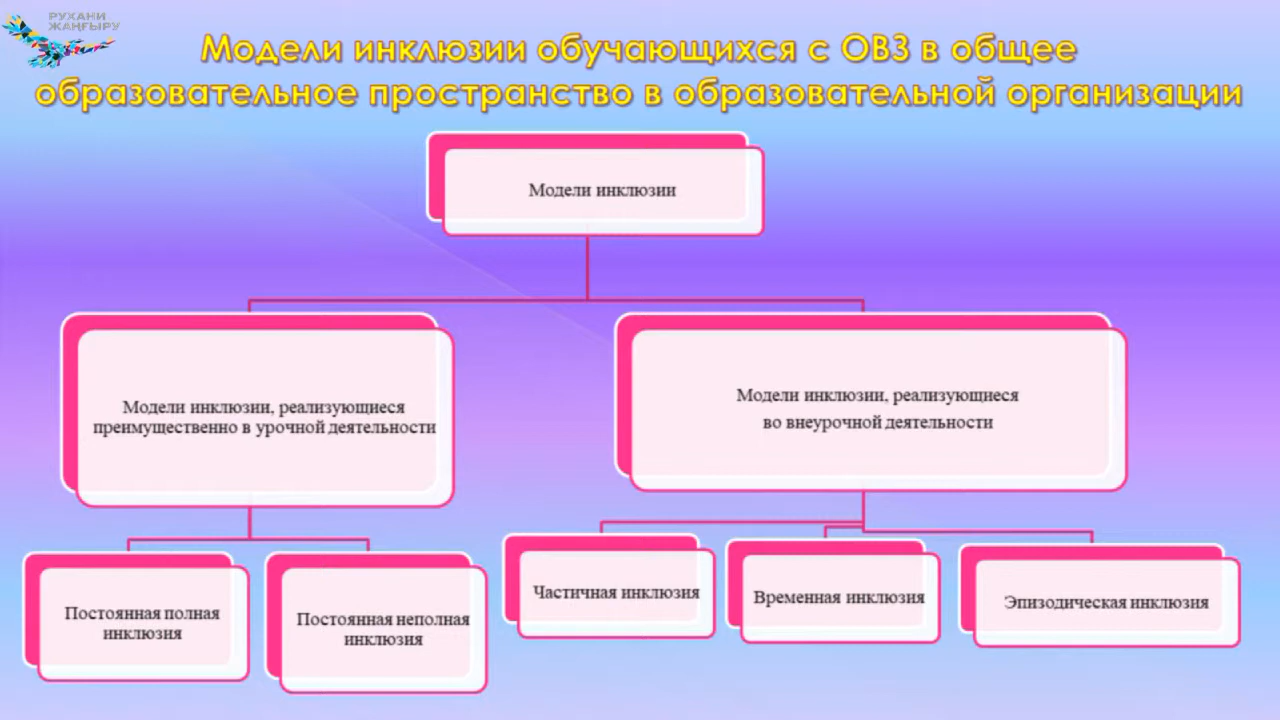 РУХАНИ
ЖАҢҒЫРУ
Модели инклюзии обучающихся с ОВЗ в общее
образовательное пространство в образовательной организации
Модели инклюзии
Модели инклюзии, реализующиеся
преимущественно в урочной деятельности
Модели инклюзии, реализующиеся
во внеурочной деятельности
Постоянная полная
инклюзия
Постоянная неполная
инклюзия
Частичная инклюзия
Временная инклюзия
Эпизодическая инклюзия